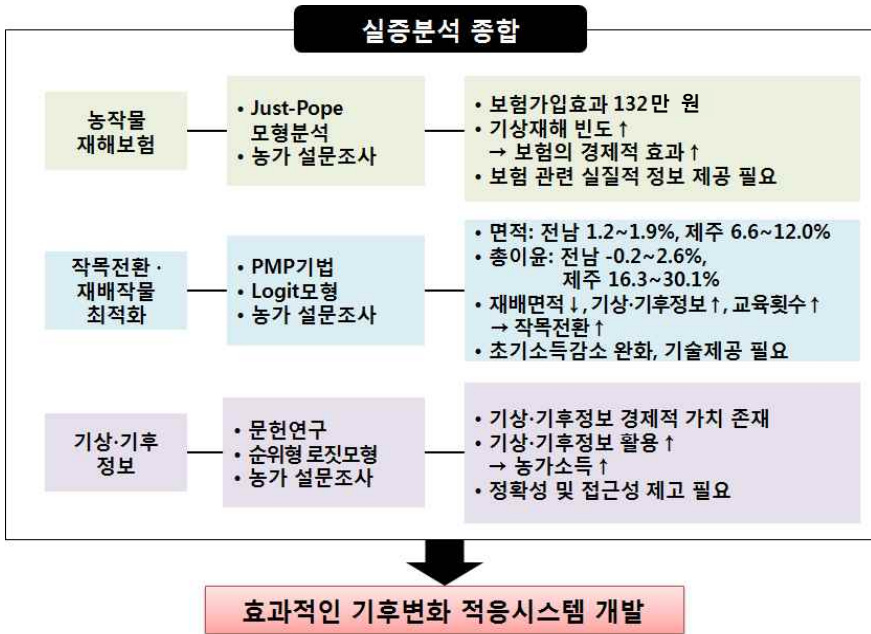 실증분석 종합
농작물
재해보험
• Just-Pope
모형분석
• 농가 설문조사
• 보험가입효과 132만 원
• 기상재해 빈도↑
→ 보험의 경제적 효과↑
• 보험 관련 실질적 정보 제공 필요
작목전환·
재배작물
최적화
• PMP기법
• Logit모형
• 농가 설문조사
• 면적: 전남 1.2~1.9%, 제주 6.6~12.0%
• 총이윤: 전남 -0.2~2.6%,
제주 16.3~30.1%
• 재배면적↓, 기상·기후정보↑, 교육횟수↑
→ 작목전환↑
• 초기소득감소 완화, 기술제공 필요
기상·기후
정보
• 문헌연구
• 순위형 로짓모형
• 농가 설문조사
• 기상·기후정보 경제적 가치 존재
• 기상·기후정보 활용↑
→ 농가소득↑
• 정확성 및 접근성 제고 필요
효과적인 기후변화 적응시스템 개발